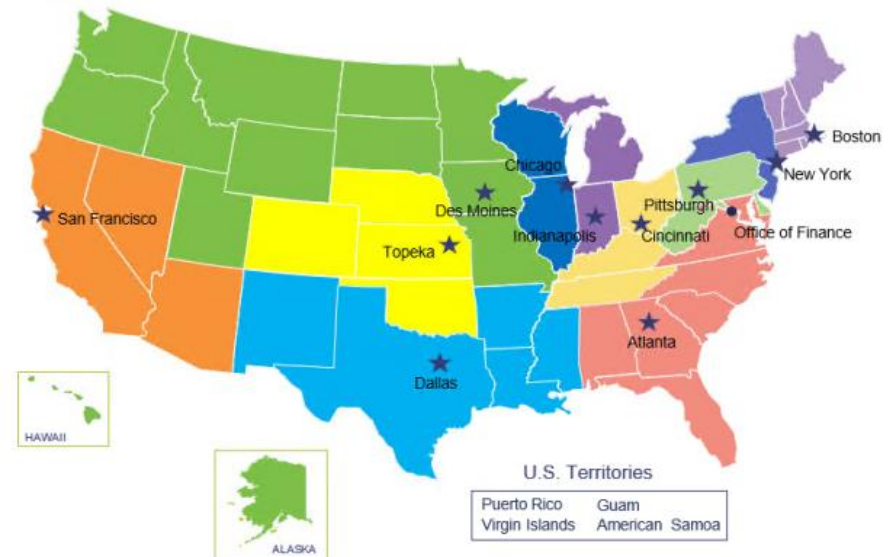 Boston
Chicago
New York
Des Moines
Pittsburgh
San Francisco
Indianapolis
Cincinnati
Office of Finance
Topeka
Atlanta
Dallas
HAWAII
U.S. Territories
Puerto Rico Guam
Virgin Islands American Samoa
ALASKA